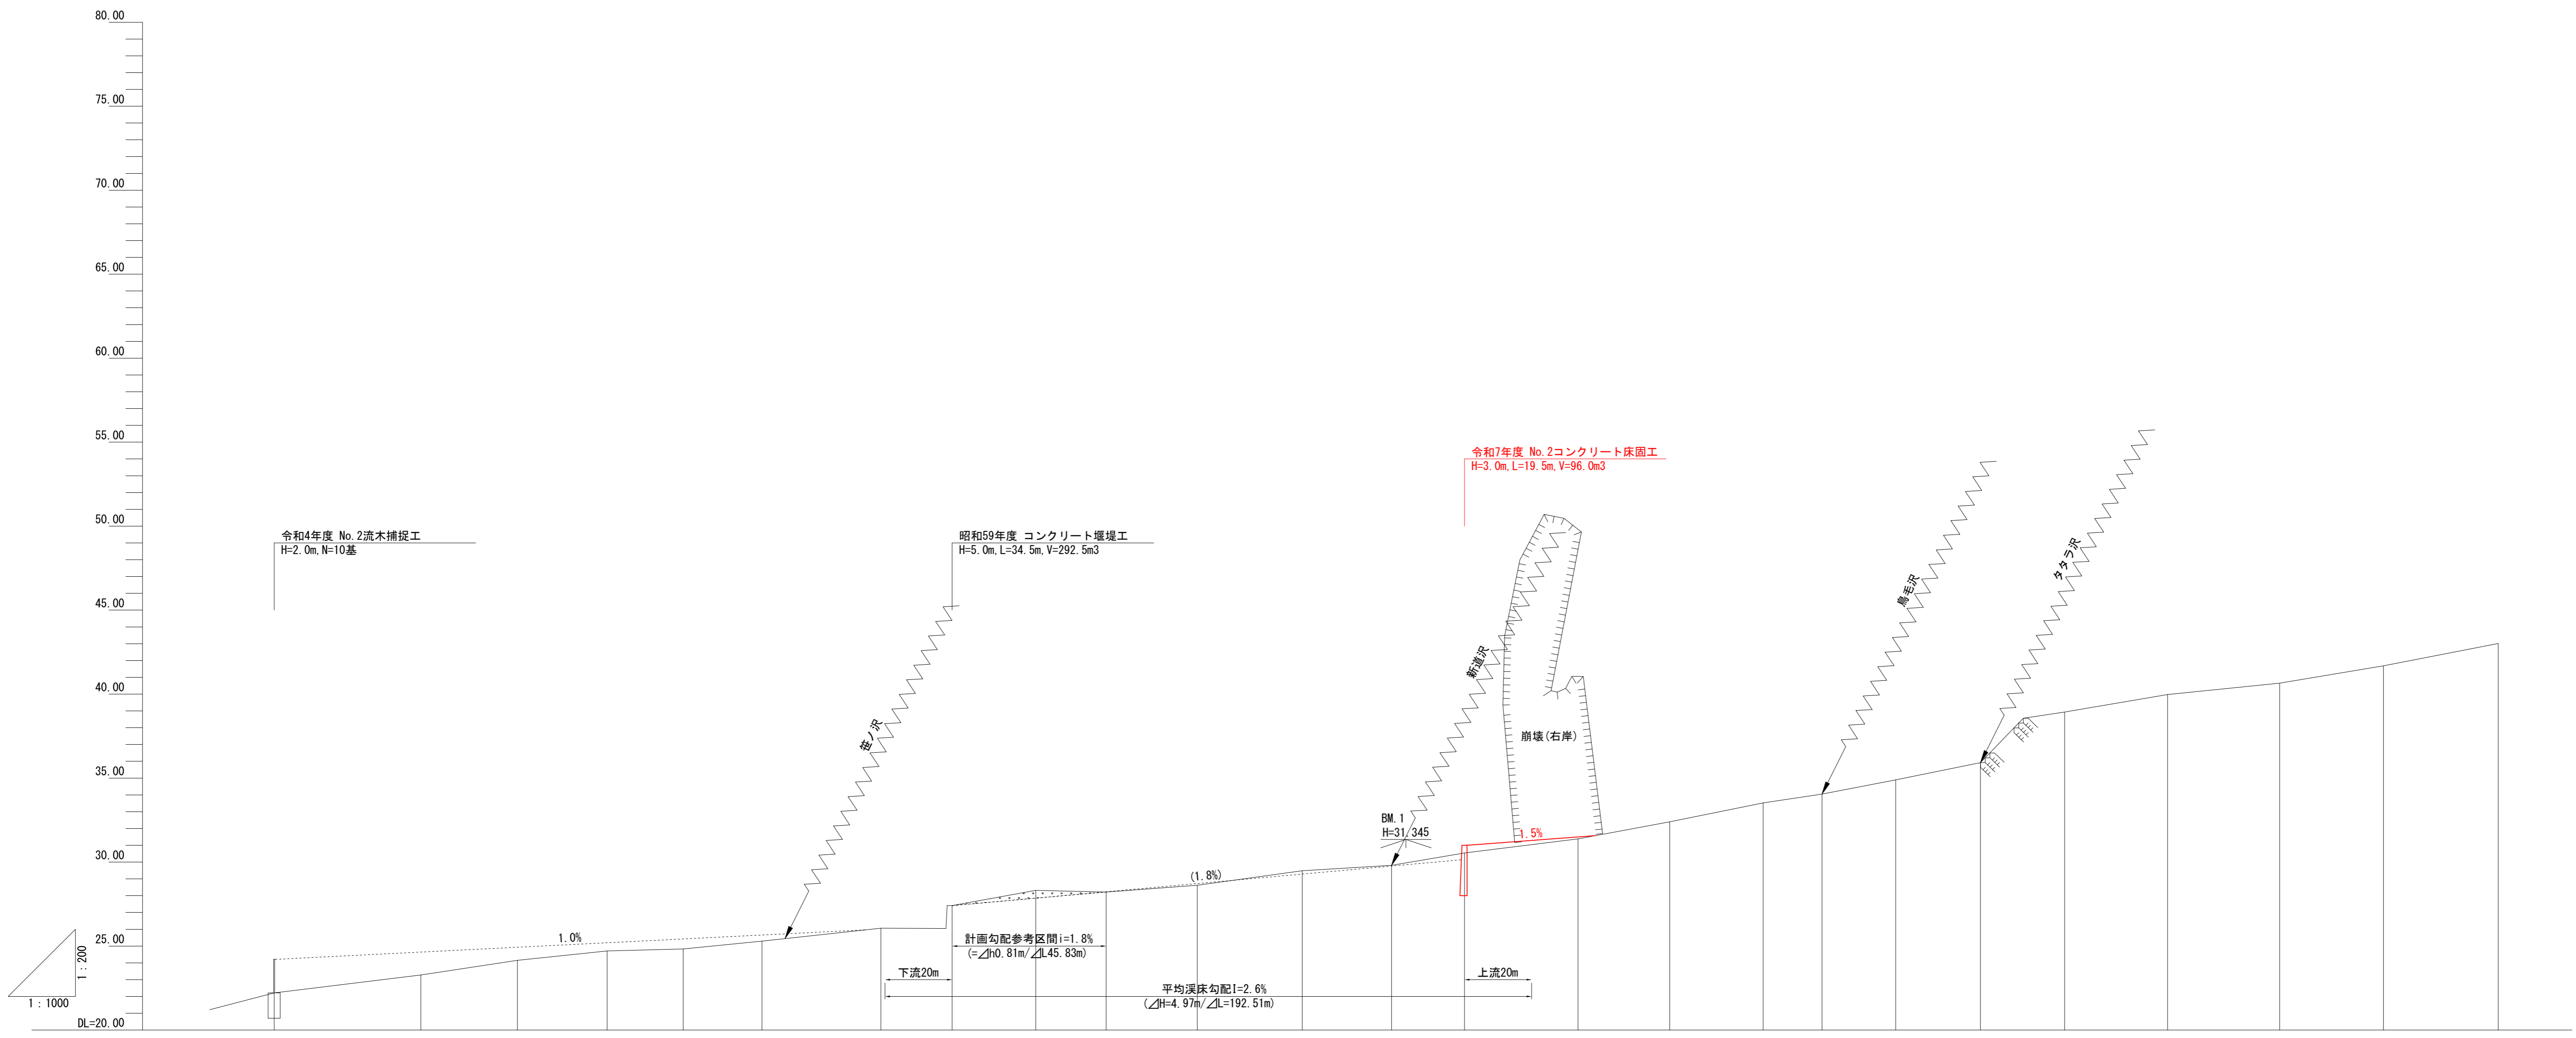 80.00
75.00
70.00
65.00
60.00
55.00
50.00
45.00
40.00
35.00
30.00
25.00
DL=20.00
1：200
1：1000
令和4年度 No.2流木捕捉工
H=2.0m,N=10基
1.0%
笹ノ沢
昭和59年度 コンクリート堰堤工
H=5.0m,L=34.5m,V=292.5m3
計画勾配参考区間i=1.8%
(=⊿h0.81m/⊿L45.83m)
下流20m
平均渓床勾配I=2.6%
(⊿H=4.97m/⊿L=192.51m)
上流20m
(1.8%)
BM.1
H=31.345
新道沢
令和7年度 No.2コンクリート床固工
H=3.0m,L=19.5m,V=96.0m3
1.5%
崩壊(右岸)
鳥毛沢
タタラ沢